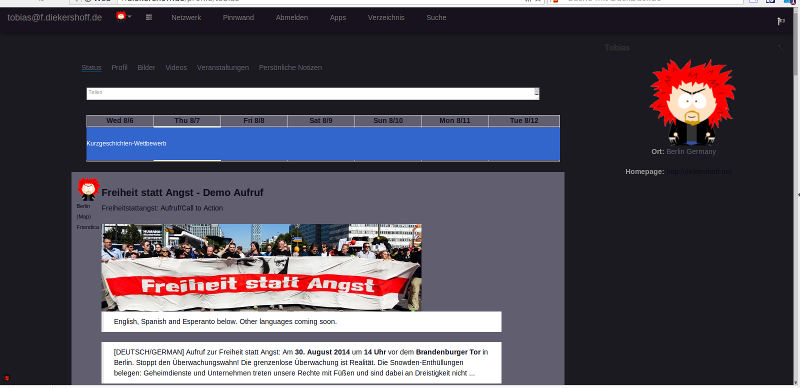 tobias@f.diekershoff.de
Netzwerk Pinnwand Abmelden Apps Verzeichnis Suche
Tobias
Status Profil Bilder Videos Veranstaltungen Persönliche Notizen
Teilen
Wed 8/6 Thu 8/7 Fri 8/8 Sat 8/9 Sun 8/10 Mon 8/11 Tue 8/12
Kurzgeschichten-Wettbewerb
Ort: Berlin Germany
Homepage:
Freiheit statt Angst - Demo Aufruf
Berlin
(Map)
Friendica
Freiheitstattangst: Aufruf/Call to Action
Freiheit statt Angst
English, Spanish and Esperanto below. Other languages coming soon.
[DEUTSCH/GERMAN] Aufruf zur Freiheit statt Angst: Am 30. August 2014 um 14 Uhr vor dem Brandenburger Tor in
Berlin. Stoppt den Überwachungswahn! Die grenzenlose Überwachung ist Realität. Die Snowden-Enthüllungen
belegen: Geheimdienste und Unternehmen treten unsere Rechte mit Füßen und sind dabei an Dreistigkeit nicht ...